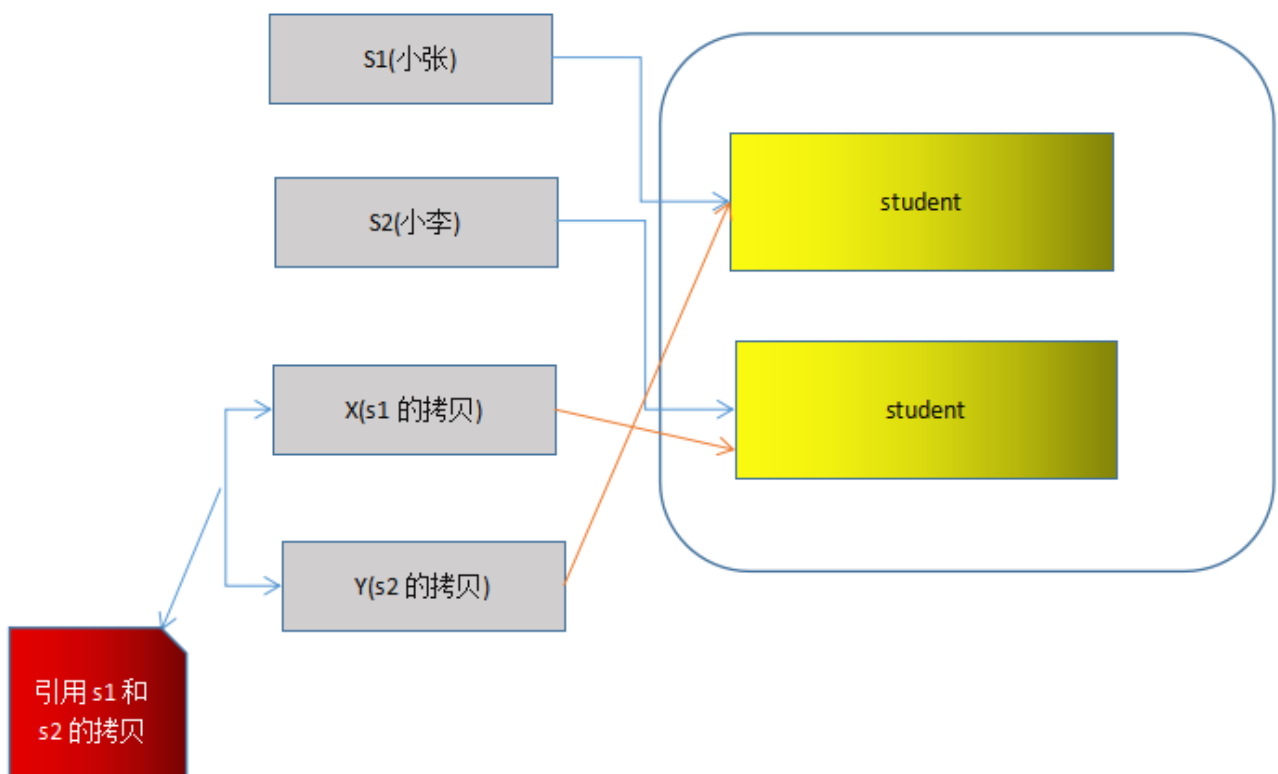 S1(小张)
student
S2(小李)
X(s1 的拷贝)
student
Y(s2 的拷贝)
引用 s1 和
s2 的拷贝